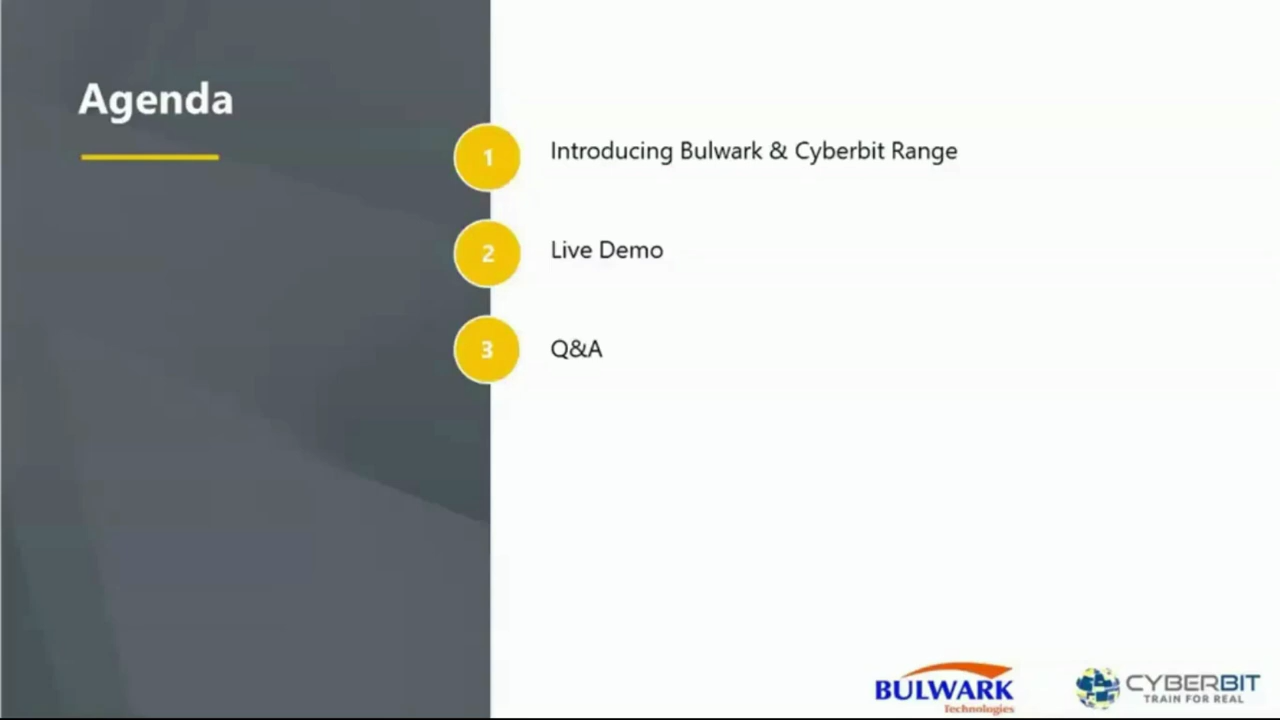 Agenda
1
Introducing Bulwark & Cyberbit Range
2
Live Demo
3
Q&A
BULWARK
Technologies
CYBERBIT
TRAIN FOR REAL